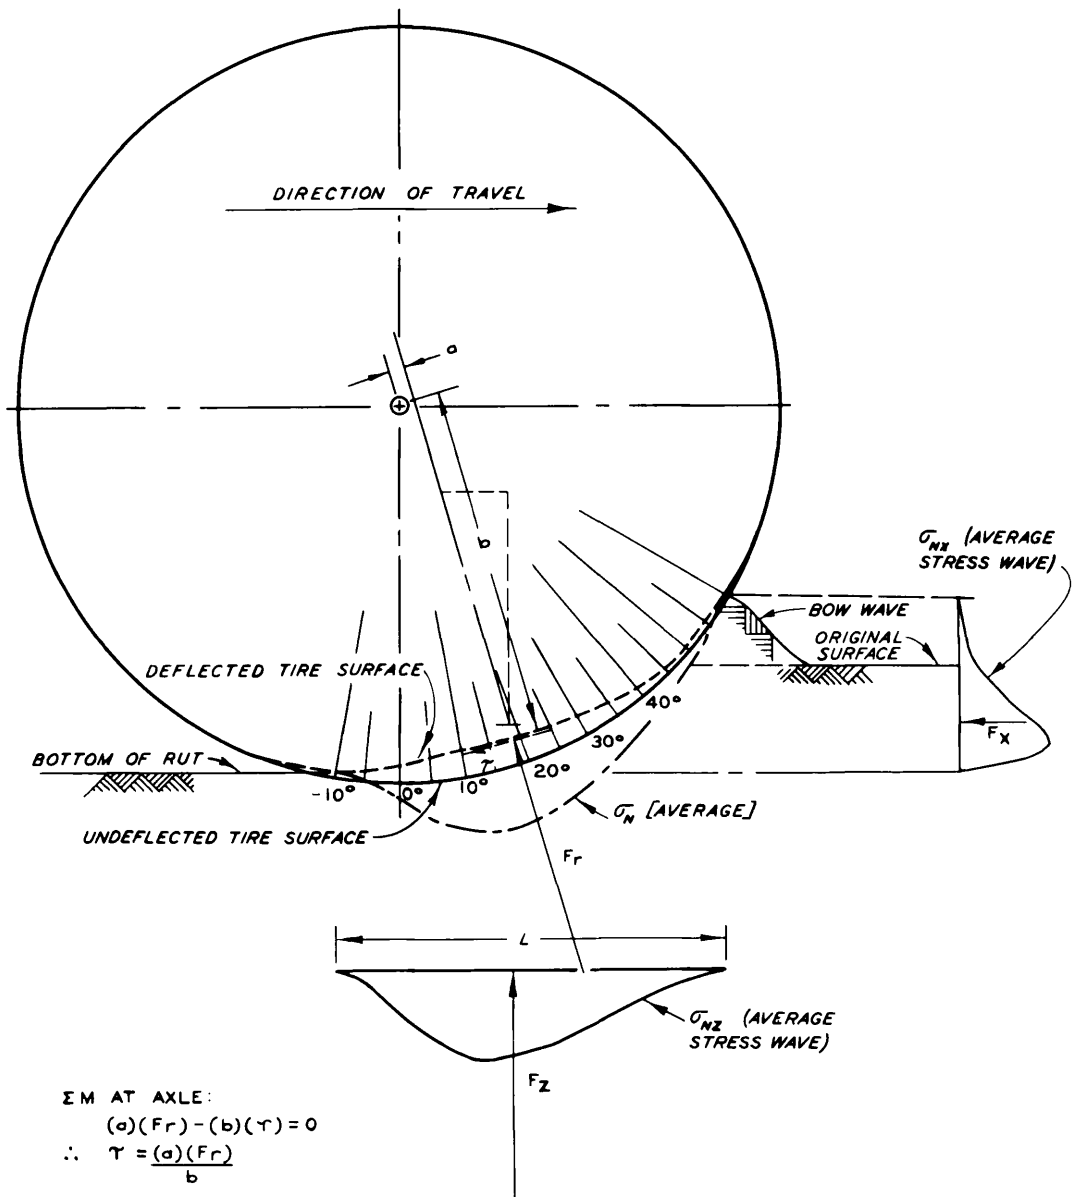 DIRECTION OF TRAVEL
a
b
σNX (AVERAGE
STRESS WAVE)
BOW WAVE
ORIGINAL
SURFACE
DEFLECTED TIRE SURFACE
40°
FX
30°
BOTTOM OF RUT
τ
20°
10°
0°
-10°
σN [AVERAGE]
UNDEFLECTED TIRE SURFACE
Fr
L
σNZ (AVERAGE
STRESS WAVE)
FZ
ΣM AT AXLE:
(a)(Fr)-(b)(τ)=0
∴ τ = (a)(Fr)
b